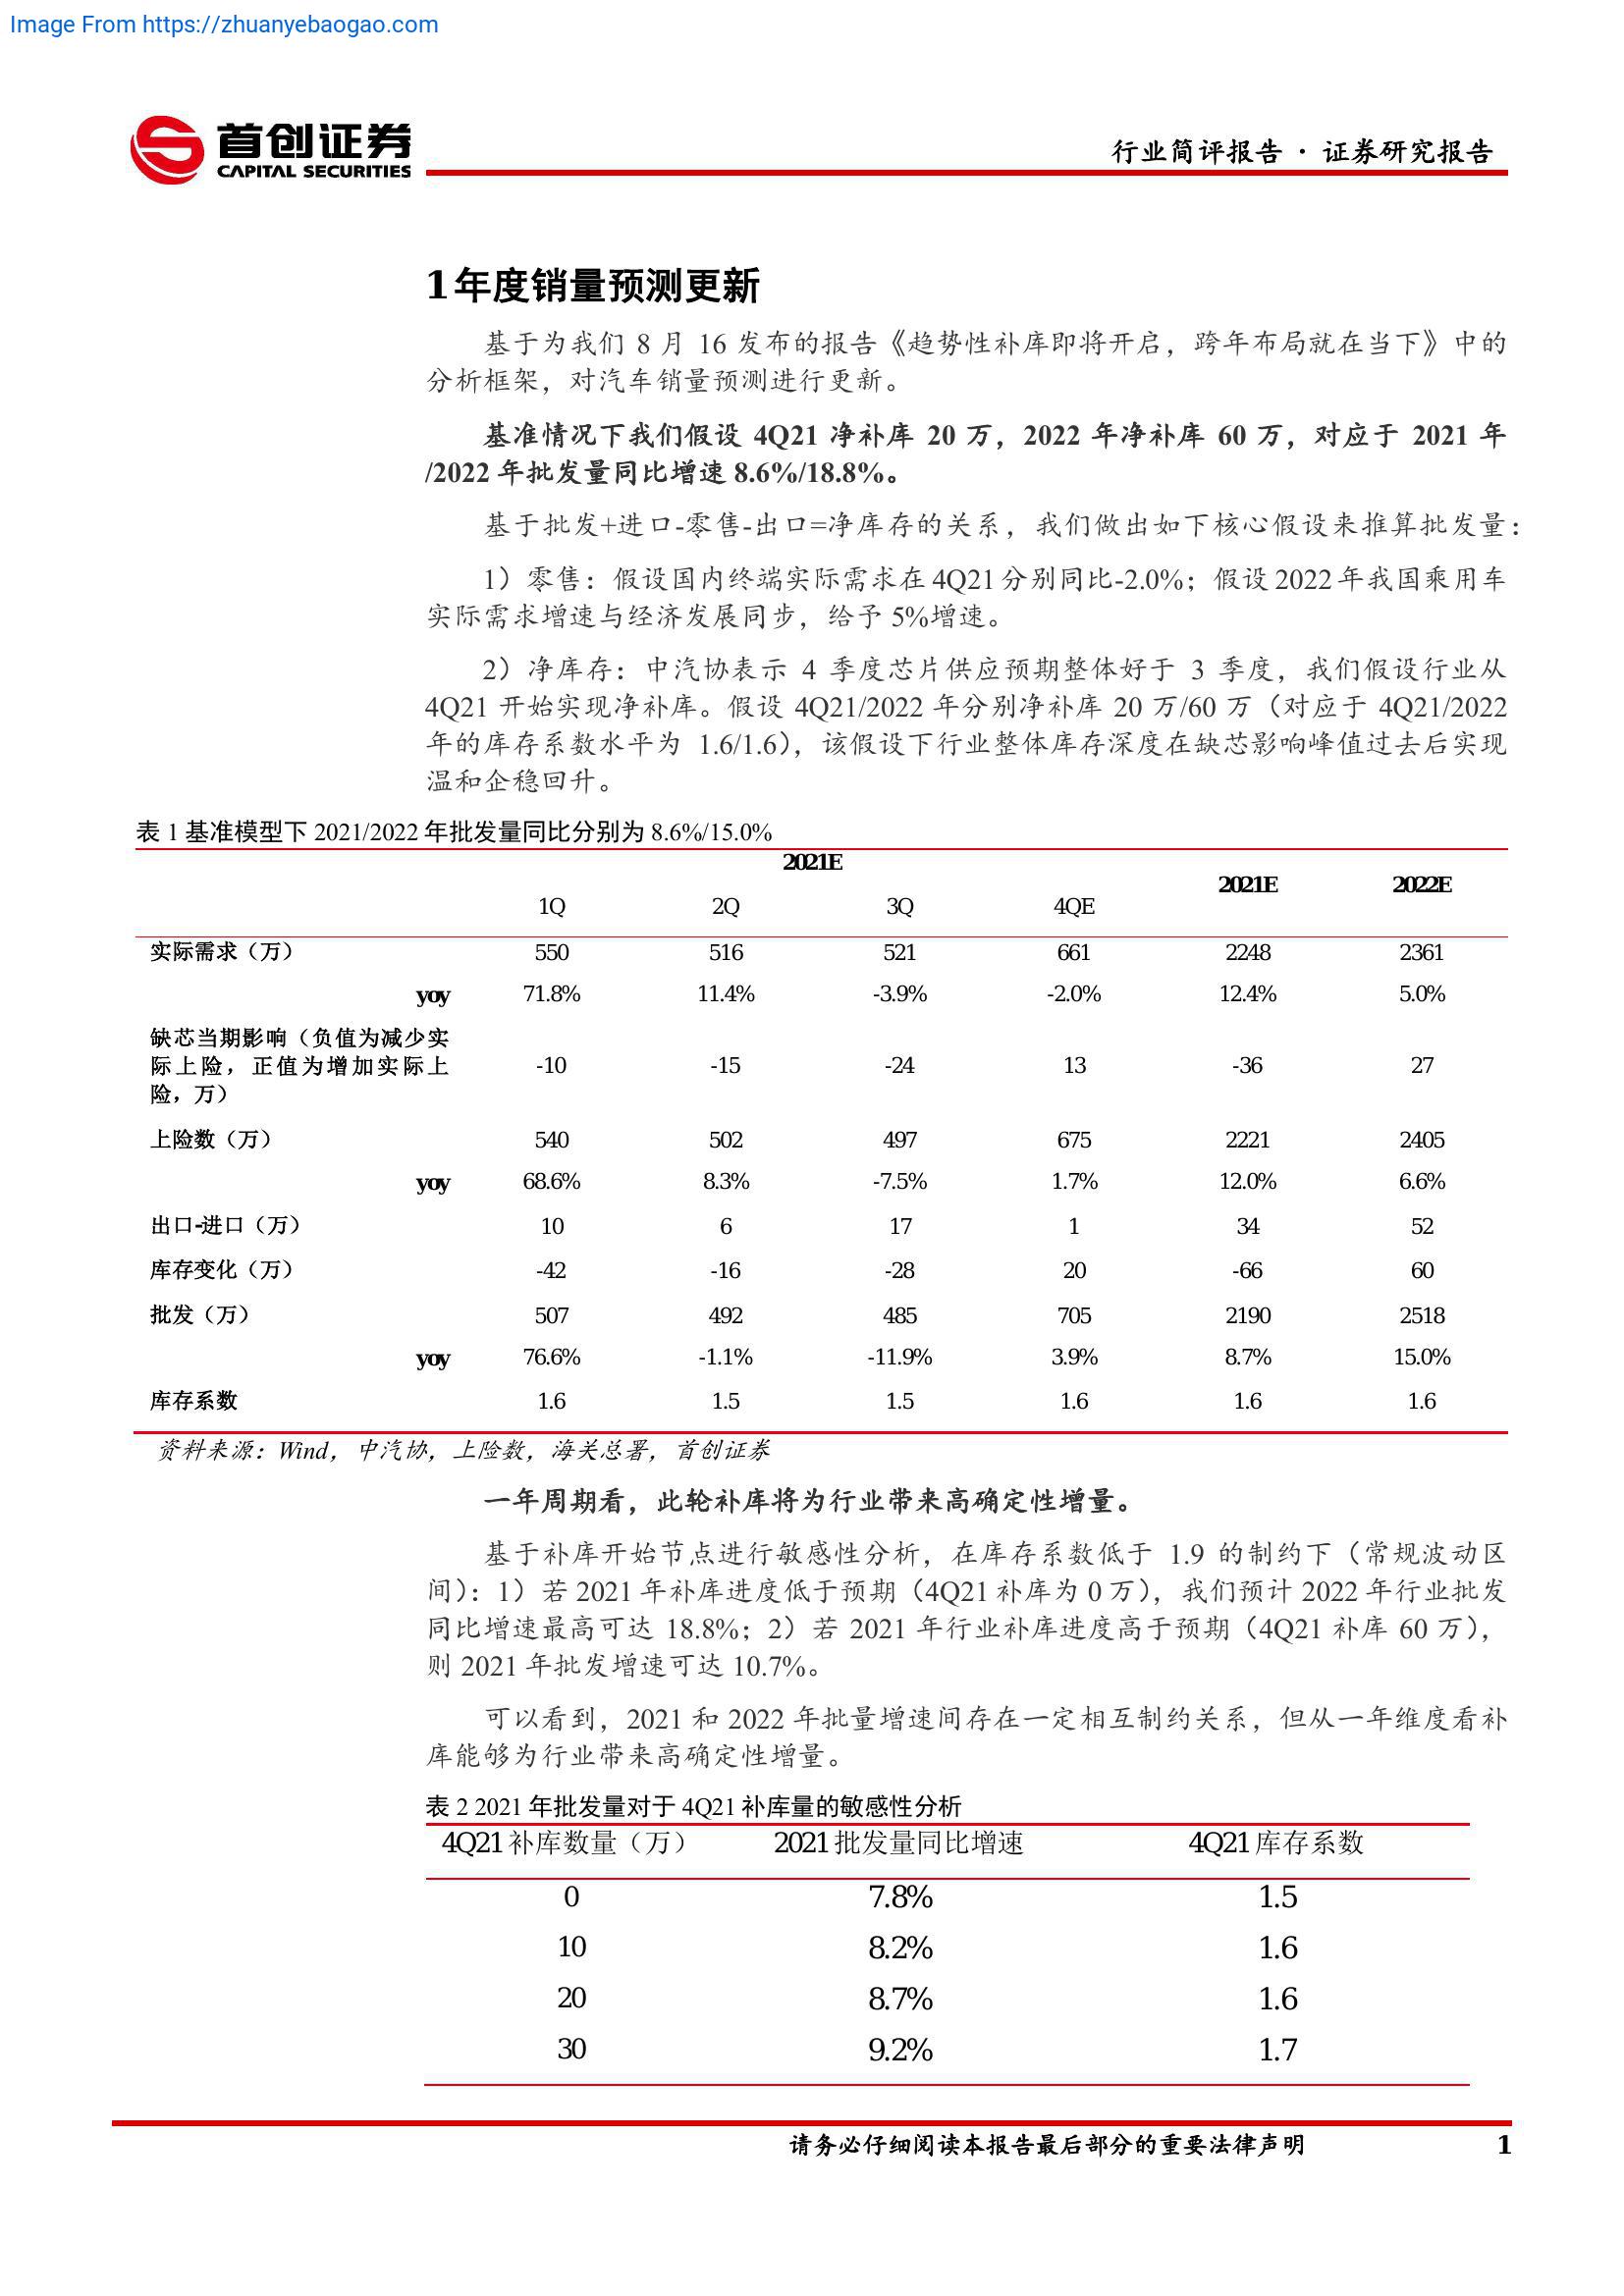 Image From https://zhuanyebaogao.com
首创证券
CAPITAL SECURITIES
行业简评报告 · 证券研究报告
1 年度销量预测更新
基于为我们 8 月 16 发布的报告《趋势性补库即将开启，跨年布局就在当下》中的
分析框架，对汽车销量预测进行更新。
基准情况下我们假设 4Q21 净补库 20 万，2022 年净补库 60 万，对应于 2021 年
/2022 年批发量同比增速 8.6%/18.8%。
基于批发+进口-零售-出口=净库存的关系，我们做出如下核心假设来推算批发量：
1）零售：假设国内终端实际需求在 4Q21 分别同比-2.0%；假设 2022 年我国乘用车
实际需求增速与经济发展同步，给予 5%增速。
2）净库存：中汽协表示 4 季度芯片供应预期整体好于 3 季度，我们假设行业从
4Q21 开始实现净补库。假设 4Q21/2022 年分别净补库 20 万/60 万（对应于 4Q21/2022
年的库存系数水平为 1.6/1.6），该假设下行业整体库存深度在缺芯影响峰值过去后实现
温和企稳回升。
表 1 基准模型下 2021/2022 年批发量同比分别为 8.6%/15.0%
2021E
2021E 2022E
1Q 2Q 3Q 4QE
实际需求（万） 550 516 521 661 2248 2361
yoy 71.8% 11.4% -3.9% -2.0% 12.4% 5.0%
缺芯当期影响（负值为减少实
际上险，正值为增加实际上 -10 -15 -24 13 -36 27
险，万）
上险数（万） 540 502 497 675 2221 2405
yoy 68.6% 8.3% -7.5% 1.7% 12.0% 6.6%
出口-进口（万） 10 6 17 1 34 52
库存变化（万） -42 -16 -28 20 -66 60
批发（万） 507 492 485 705 2190 2518
yoy 76.6% -1.1% -11.9% 3.9% 8.7% 15.0%
库存系数 1.6 1.5 1.5 1.6 1.6 1.6
资料来源：Wind，中汽协，上险数，海关总署，首创证券
一年周期看，此轮补库将为行业带来高确定性增量。
基于补库开始节点进行敏感性分析，在库存系数低于 1.9 的制约下（常规波动区
间）：1）若 2021 年补库进度低于预期（4Q21 补库为 0 万），我们预计 2022 年行业批发
同比增速最高可达 18.8%；2）若 2021 年行业补库进度高于预期（4Q21 补库 60 万），
则 2021 年批发增速可达 10.7%。
可以看到，2021 和 2022 年批量增速间存在一定相互制约关系，但从一年维度看补
库能够为行业带来高确定性增量。
表 2 2021 年批发量对于 4Q21 补库量的敏感性分析
4Q21 补库数量（万） 2021 批发量同比增速 4Q21 库存系数
0 7.8% 1.5
10 8.2% 1.6
20 8.7% 1.6
30 9.2% 1.7
请务必仔细阅读本报告最后部分的重要法律声明 1